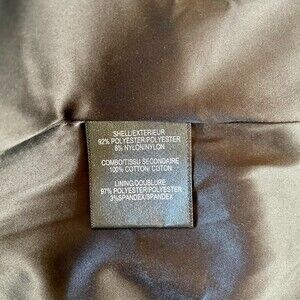 SHELL/EXTERIEUR
92% POLYESTER/POLYESTER
8% NYLON/NYLON
COMBO/TISSU SECONDAIRE
100% COTTON/ COTON
LINING/DOUBLURE
97% POLYESTER/POLYESTER
3%SPANDEX/SPANDEX